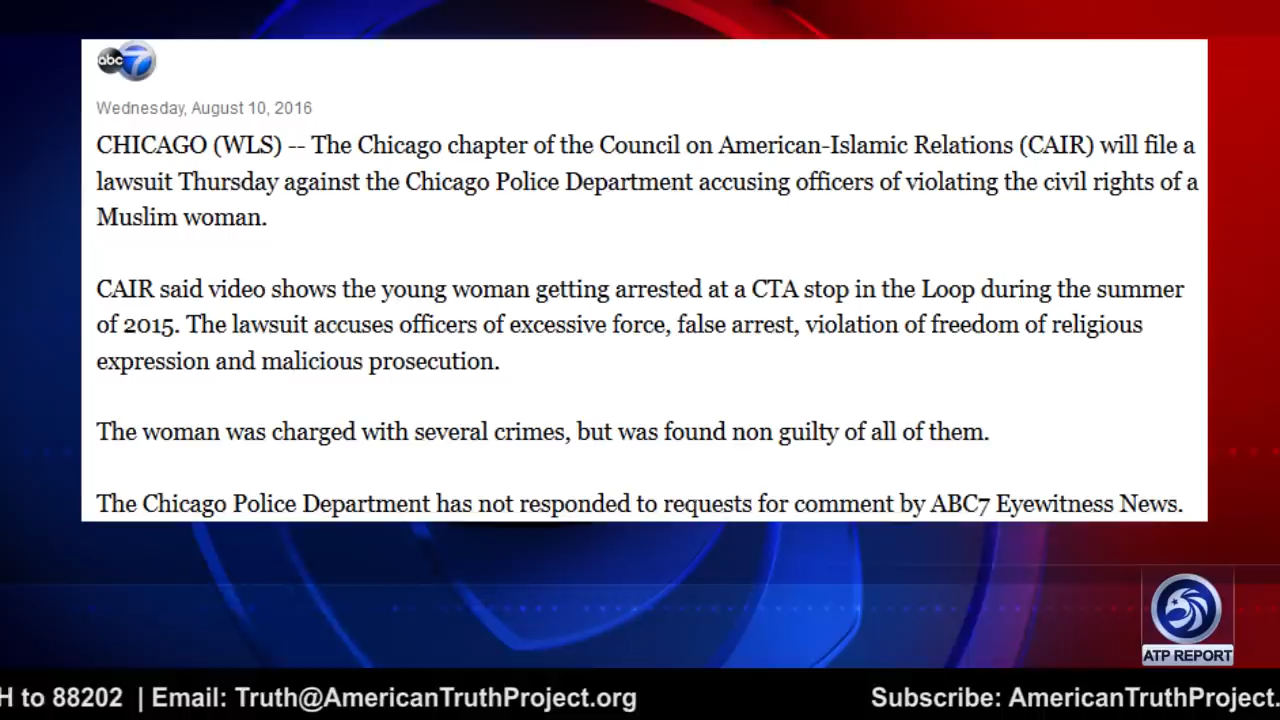 abc 7
Wednesday, August 10, 2016
CHICAGO (WLS) -- The Chicago chapter of the Council on American-Islamic Relations (CAIR) will file a
lawsuit Thursday against the Chicago Police Department accusing officers of violating the civil rights of a
Muslim woman.
CAIR said video shows the young woman getting arrested at a CTA stop in the Loop during the summer
of 2015. The lawsuit accuses officers of excessive force, false arrest, violation of freedom of religious
expression and malicious prosecution.
The woman was charged with several crimes, but was found non guilty of all of them.
The Chicago Police Department has not responded to requests for comment by ABC7 Eyewitness News.
ATP REPORT
H to 88202 | Email: Truth@AmericanTruthProject.org Subscribe: AmericanTruthProject.